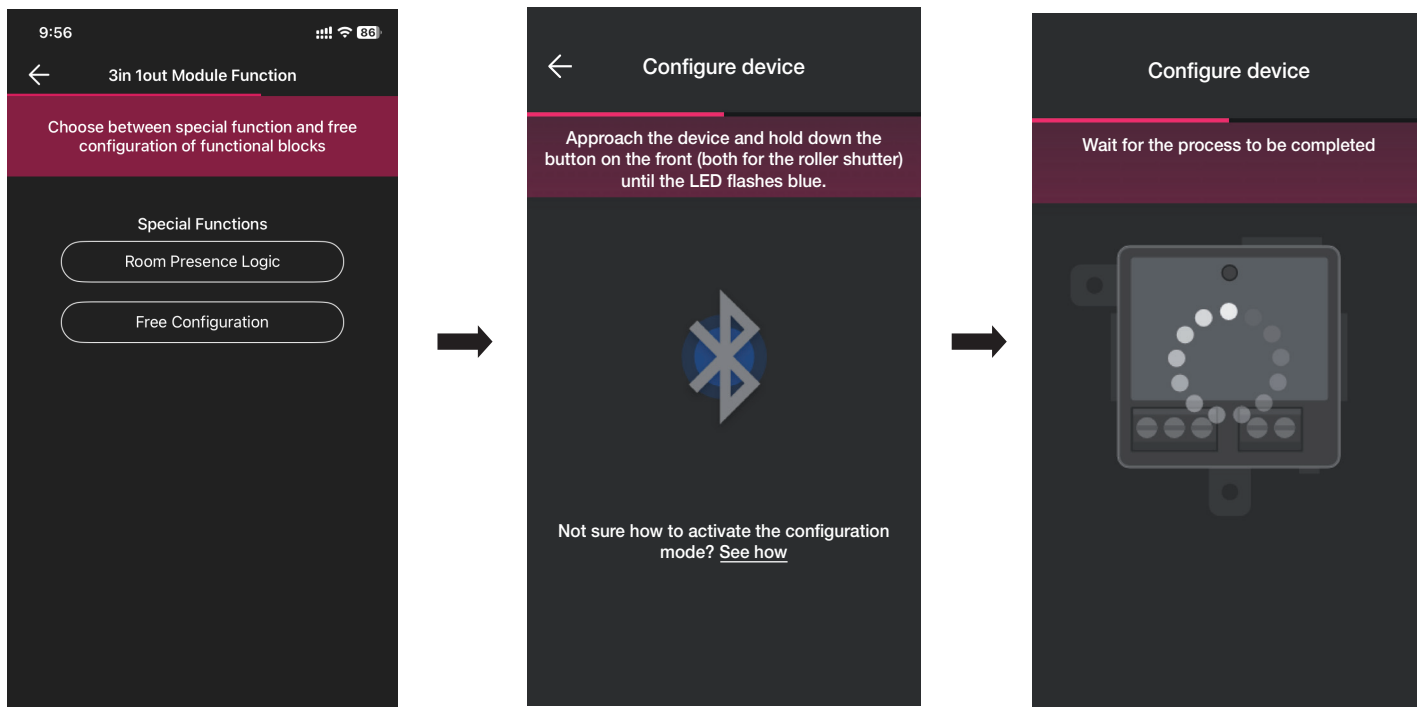 9:56
86
3in 1out Module Function
Choose between special function and free
configuration of functional blocks
Special Functions
Room Presence Logic
Free Configuration
Configure device
Approach the device and hold down the
button on the front (both for the roller shutter)
until the LED flashes blue.
Not sure how to activate the configuration
mode? See how
Configure device
Wait for the process to be completed